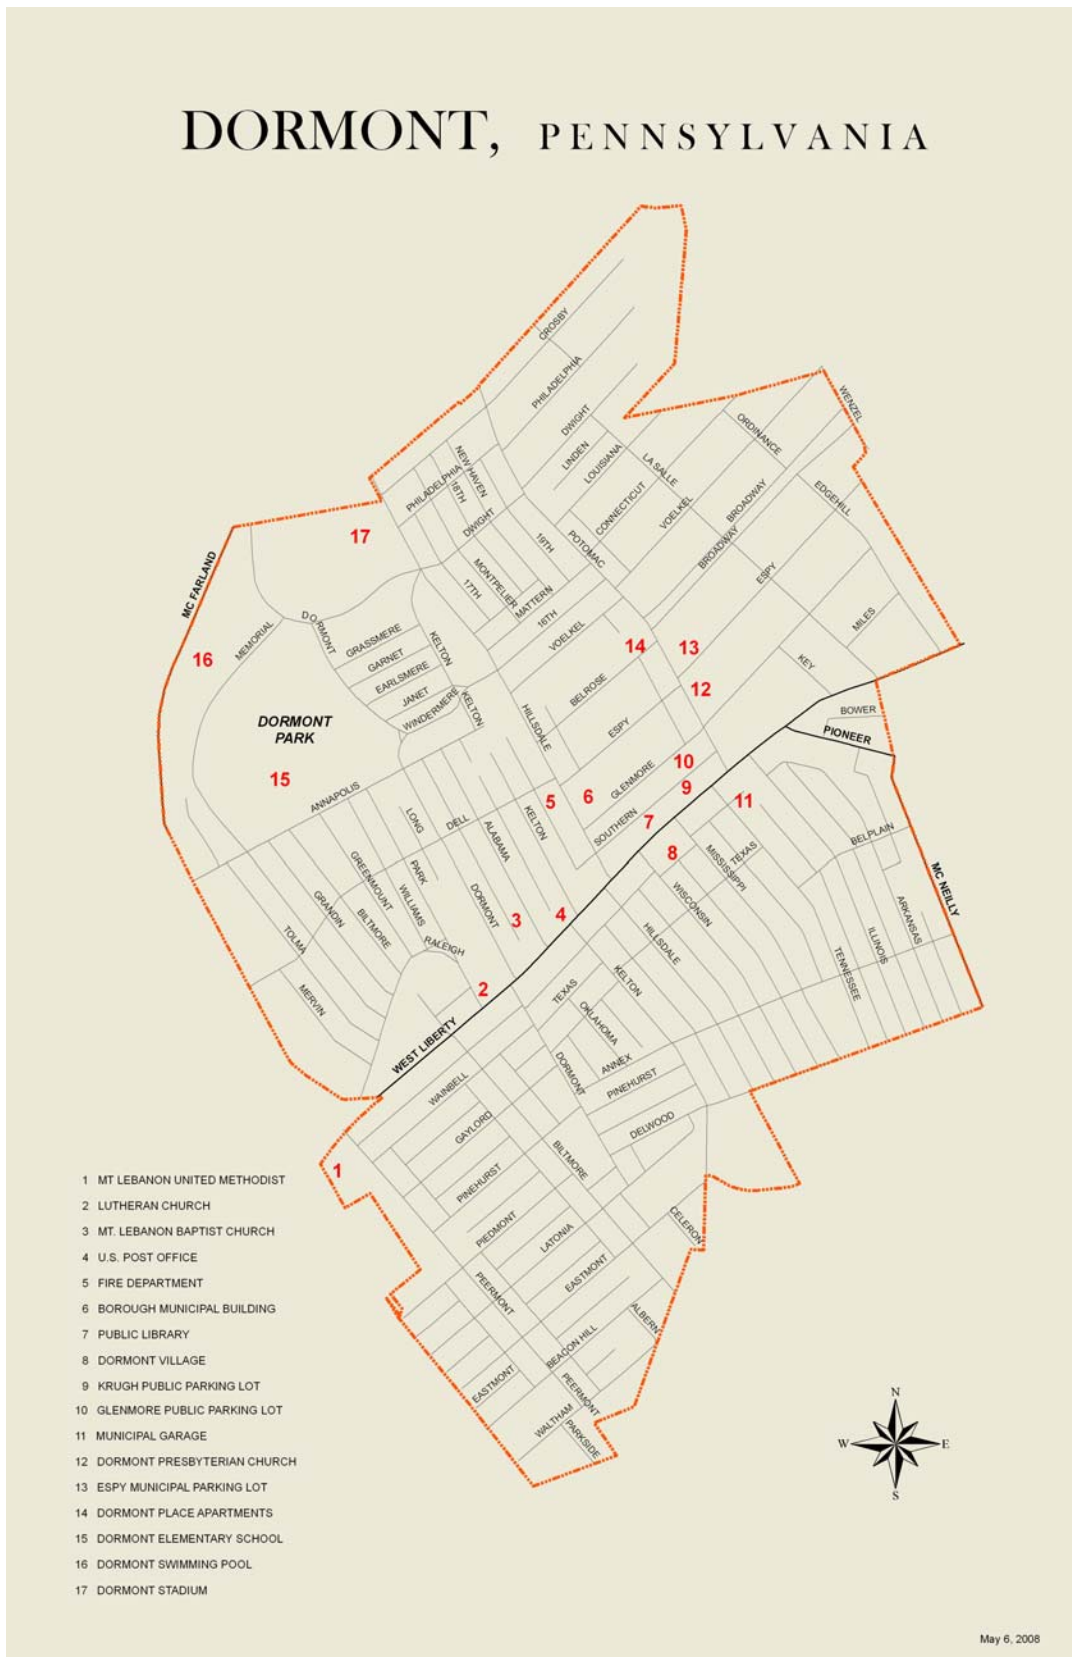 DORMONT, PENNSYLVANIA
CROSBY
PHILADELPHIA
DWIGHT
LINDEN
LOUISIANA
LA SALLE
ORDINANCE
WENZEL
NEW HAVEN
PHILADELPHIA
18TH
DWIGHT
CONNECTICUT
VOELKEL
BROADWAY
BROADWAY
EDGEHILL
17
19TH
POTOMAC
MC FARLAND
MONTPELIER
17TH
MATTERN
16TH
ESPY
DORMONT
MEMORIAL
GRASSMERE
KELTON
VOELKEL
MILES
16
GARNET
14
13
KEY
EARLSMERE
JANET
WINDERMERE
KELTON
BELROSE
12
DORMONT
PARK
HILLSDALE
ESPY
BOWER
PIONEER
15
ANNAPOLIS
GLENMORE
10
9
5
6
11
LONG
DELL
ALABAMA
KELTON
SOUTHERN
7
BELPLAIN
GREENMOUNT
PARK
8
MISSISSIPPI
TEXAS
MC NEILLY
GRANDIN
BILTMORE
WILLIAMS
DORMONT
3
4
WISCONSIN
ARKANSAS
TOLMA
RALEIGH
HILLSDALE
ILLINOIS
TENNESSEE
MERVIN
2
TEXAS
KELTON
OKLAHOMA
WEST LIBERTY
DORMONT
ANNEX
WAINBELL
PINEHURST
GAYLORD
DELWOOD
BILTMORE
1
PINEHURST
PIEDMONT
LATONIA
CELERON
PEERMONT
EASTMONT
ALBERN
BEACON HILL
EASTMONT
PEERMONT
WALTHAM
PARKSIDE
1 MT LEBANON UNITED METHODIST
2 LUTHERAN CHURCH
3 MT. LEBANON BAPTIST CHURCH
4 U.S. POST OFFICE
5 FIRE DEPARTMENT
6 BOROUGH MUNICIPAL BUILDING
7 PUBLIC LIBRARY
8 DORMONT VILLAGE
9 KRUGH PUBLIC PARKING LOT
10 GLENMORE PUBLIC PARKING LOT
11 MUNICIPAL GARAGE
12 DORMONT PRESBYTERIAN CHURCH
13 ESPY MUNICIPAL PARKING LOT
14 DORMONT PLACE APARTMENTS
15 DORMONT ELEMENTARY SCHOOL
16 DORMONT SWIMMING POOL
17 DORMONT STADIUM
N
W E
S
May 6, 2008